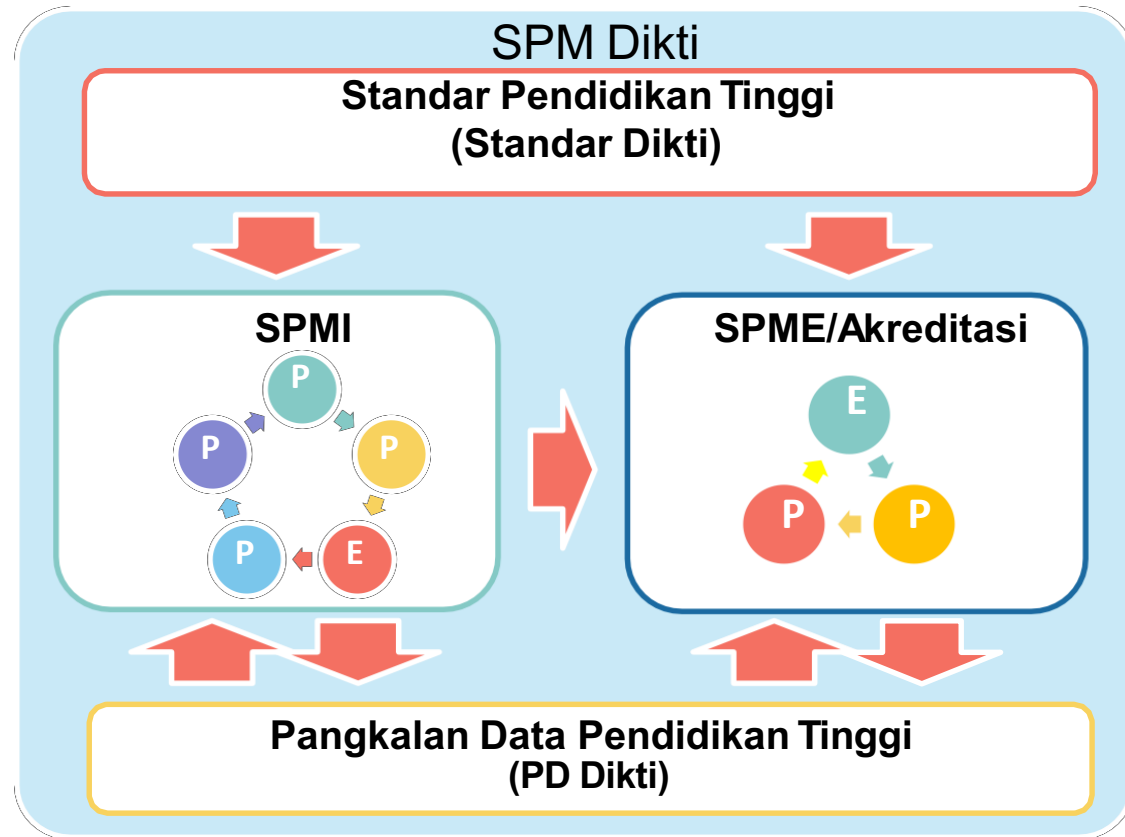 SPM Dikti
Standar Pendidikan Tinggi
(Standar Dikti)
SPMI
P
P
E
P
P
SPME/Akreditasi
E
P
P
Pangkalan Data Pendidikan Tinggi
(PD Dikti)